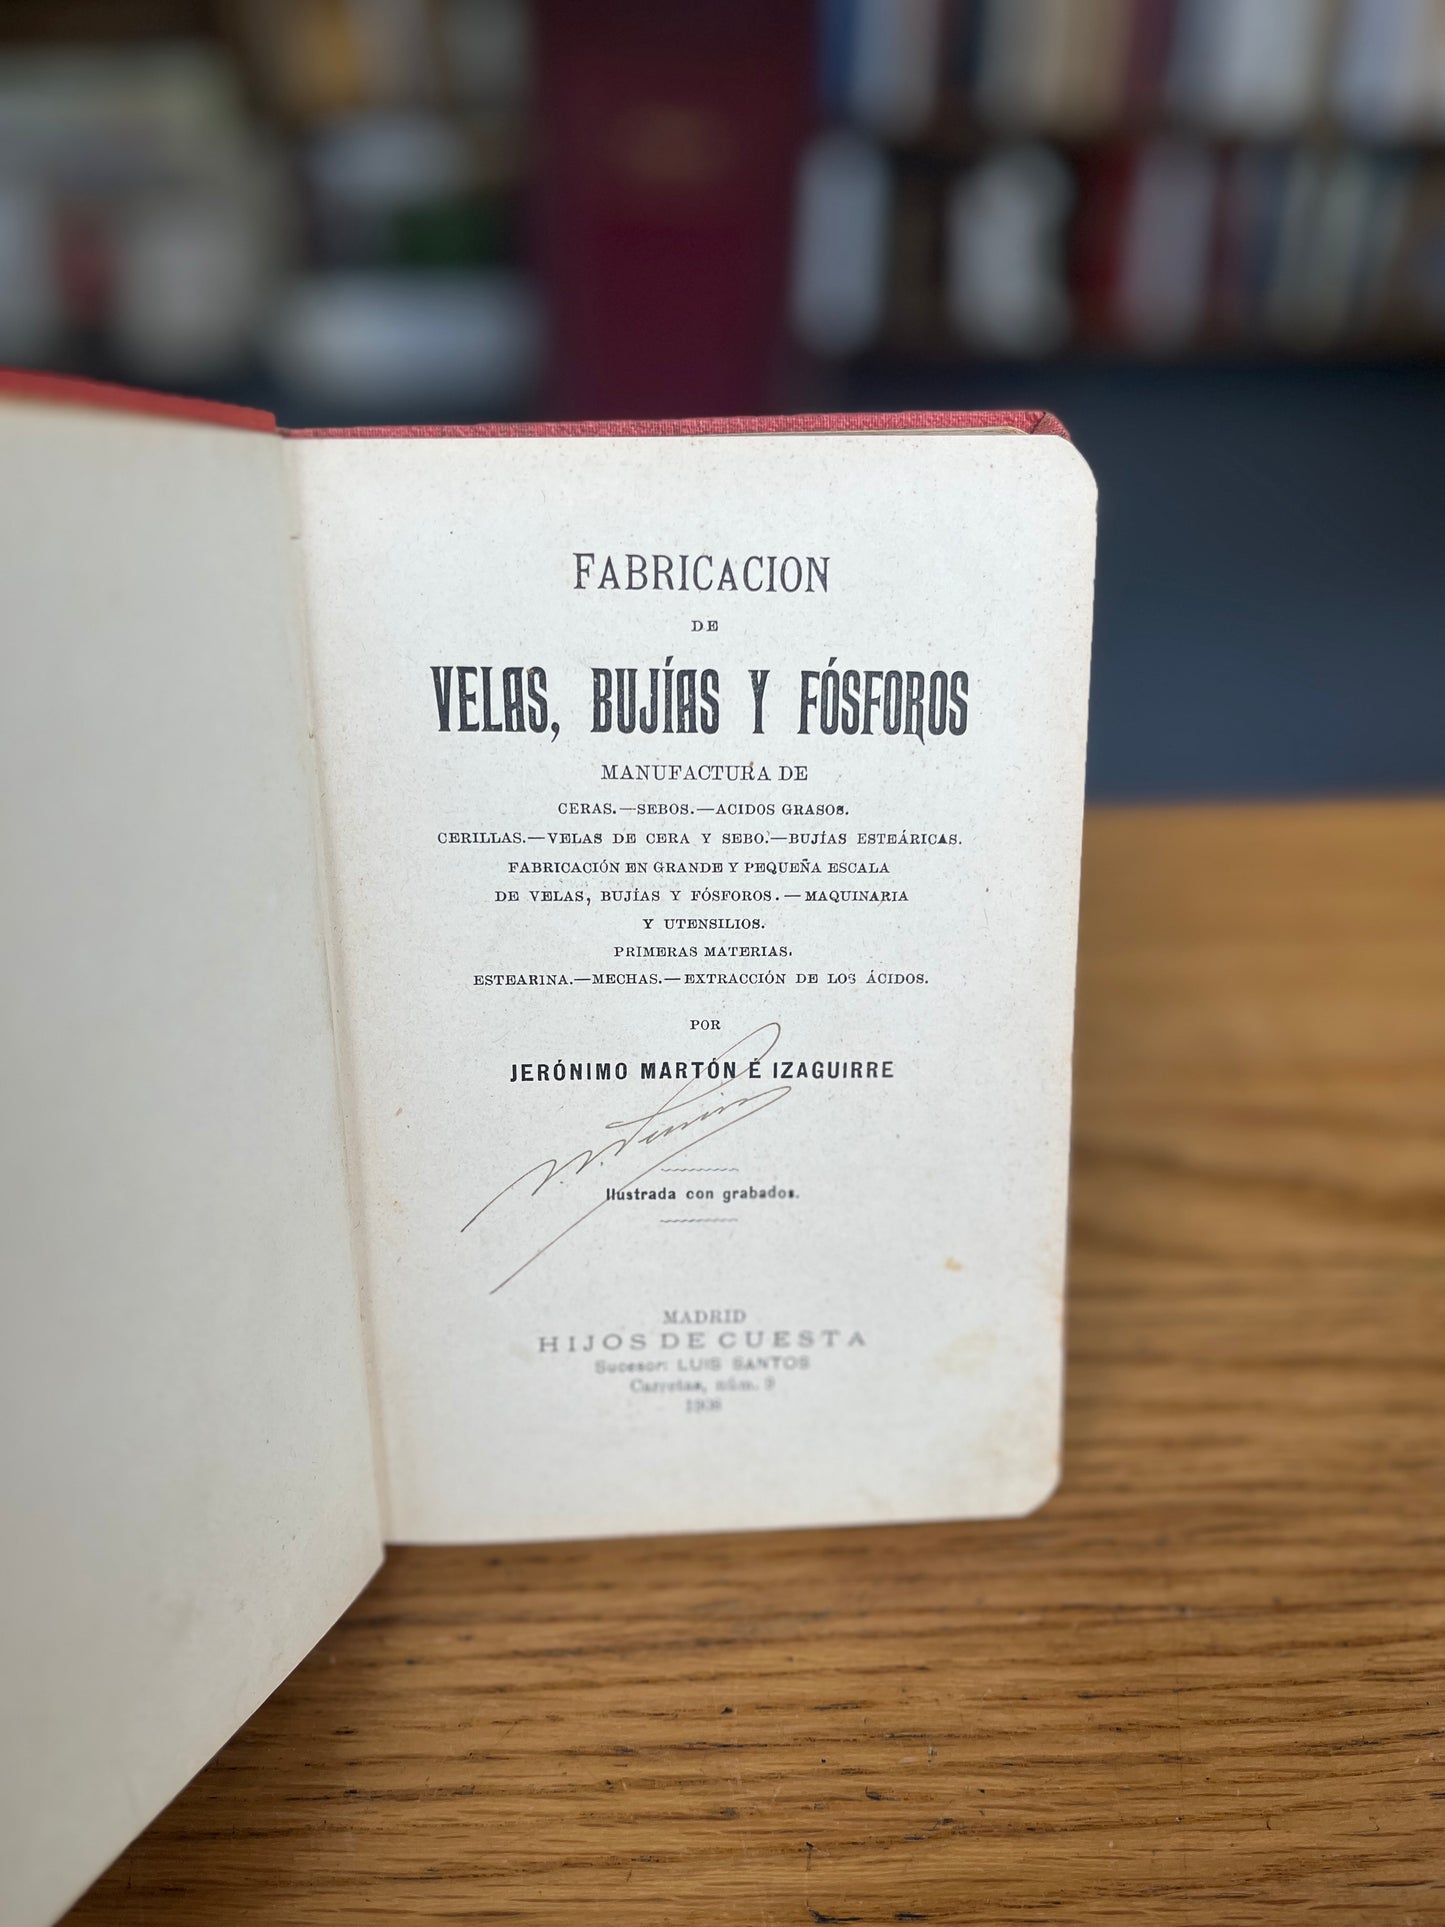 FABRICACION
DE
VELAS, BUJÍAS Y FÓSFOROS
MANUFACTURA DE
CERAS.—SEBOS.—ACIDOS GRASOS.
CERILLAS.—VELAS DE CERA Y SEBO.—BUJÍAS ESTEÁRICAS.
FABRICACIÓN EN GRANDE Y PEQUEÑA ESCALA
DE VELAS, BUJÍAS Y FÓSFOROS.—MAQUINARIA
Y UTENSILIOS.
PRIMERAS MATERIAS.
ESTEARINA.—MECHAS.—EXTRACCIÓN DE LOS ÁCIDOS.
POR
JERÓNIMO MARTÓN É IZAGUIRRE
Ilustrada con grabados.
MADRID
HIJOS DE CUESTA
Sucesor: LUIS SANTOS
Carretas, núm. 9